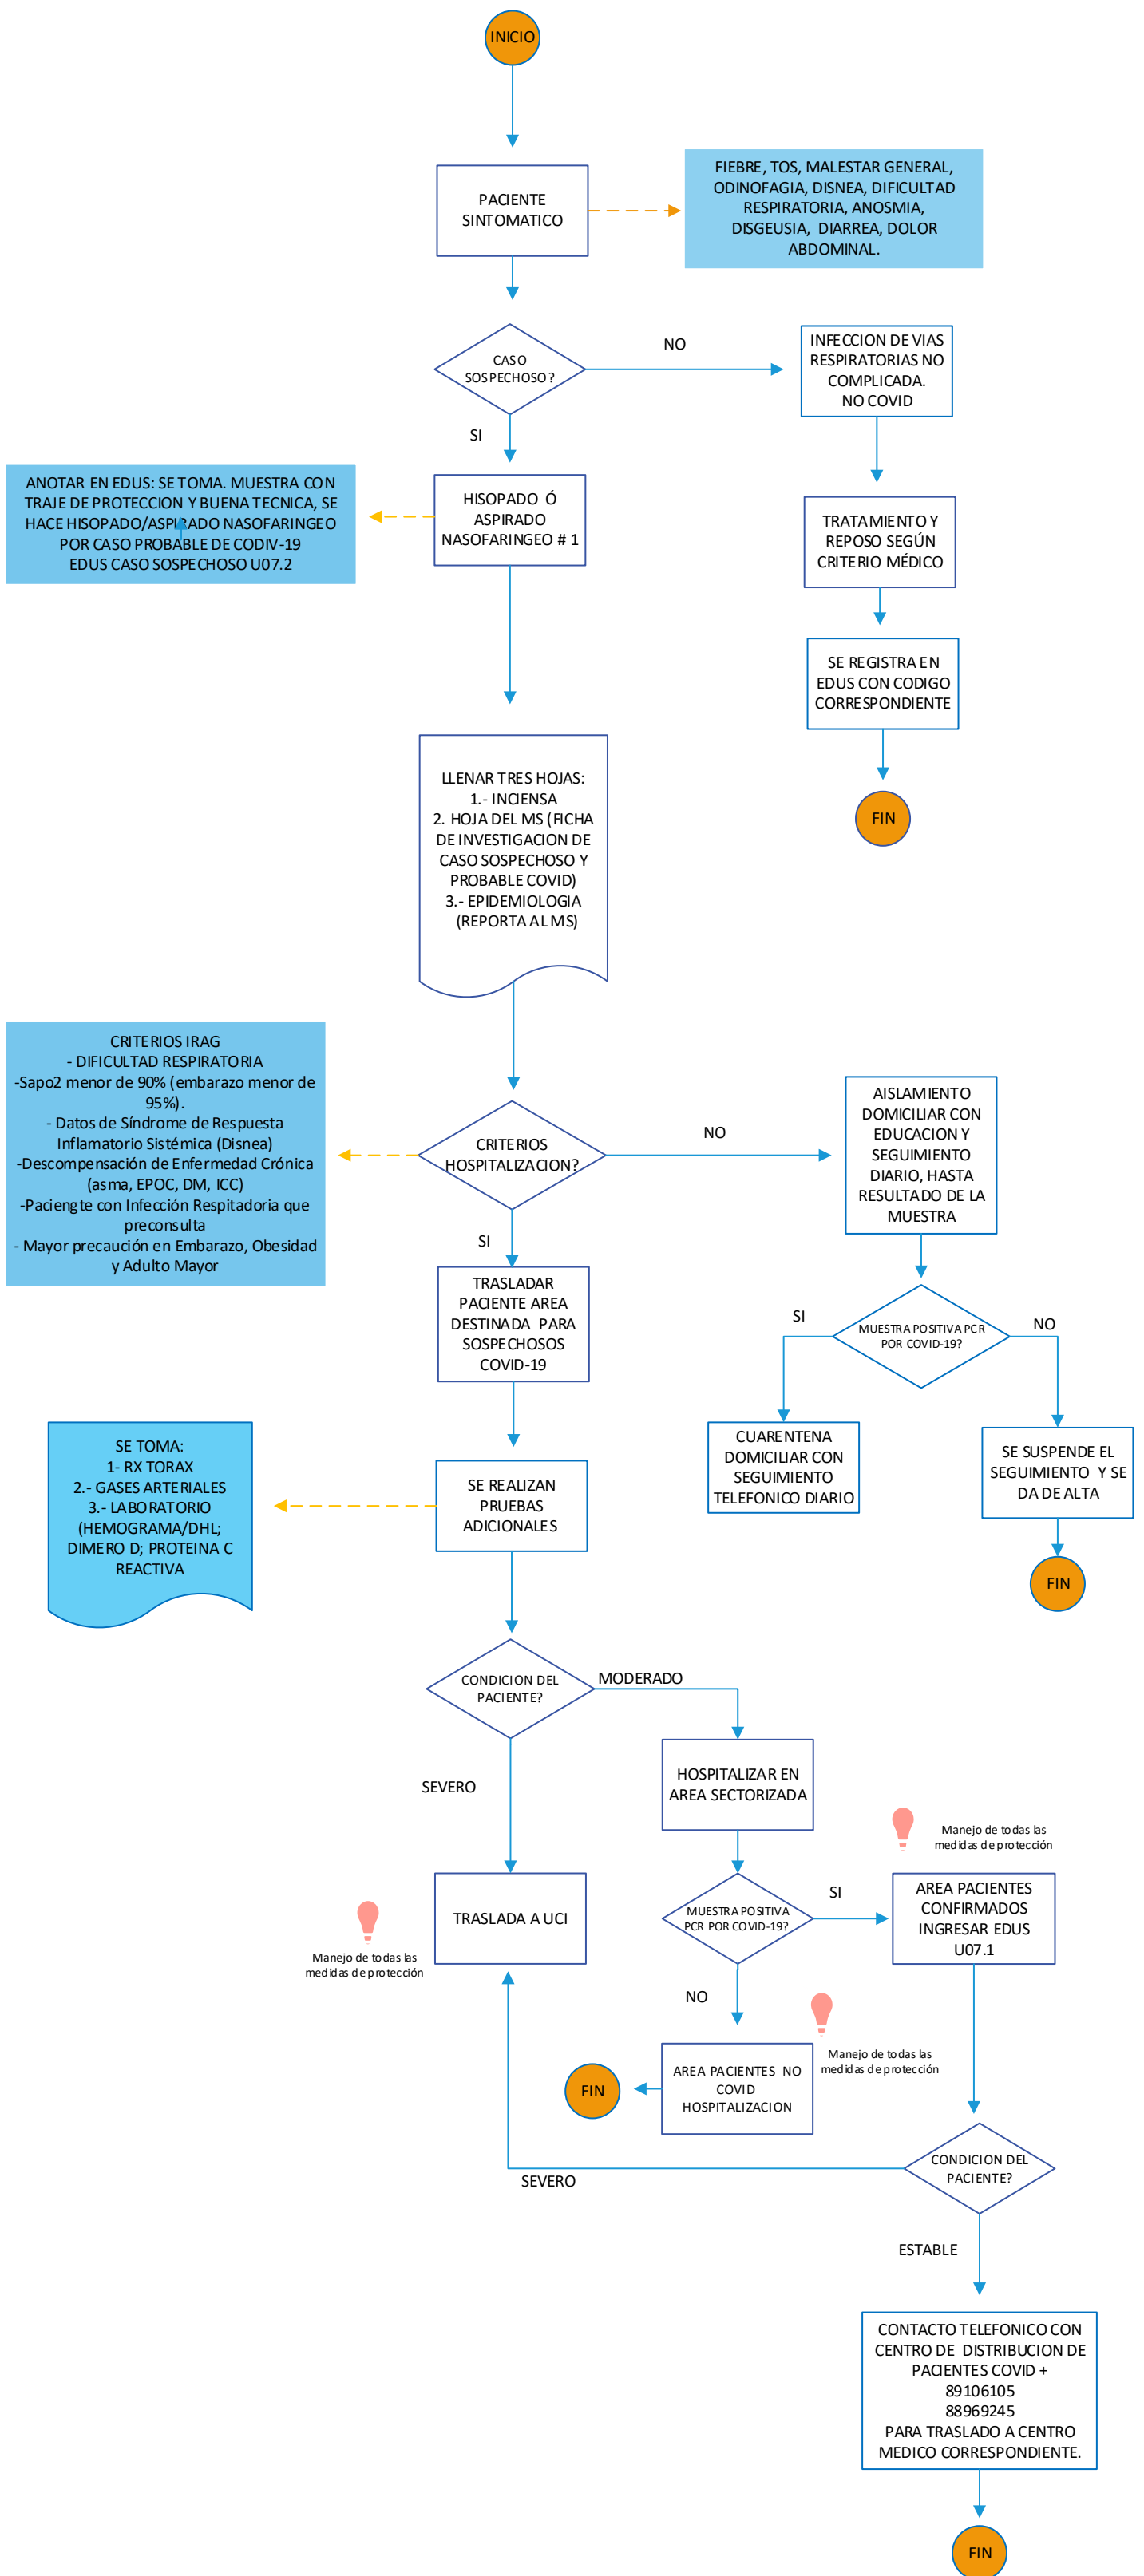 INICIO
PACIENTE
SINTOMATICO
FIEBRE, TOS, MALESTAR GENERAL,
ODINOFAGIA, DISNEA, DIFICULTAD
RESPIRATORIA, ANOSMIA,
DISGEUSIA, DIARREA, DOLOR
ABDOMINAL.
CASO
SOSPECHOSO?
NO
INFECCION DE VIAS
RESPIRATORIAS NO
COMPLICADA.
NO COVID
SI
ANOTAR EN EDUS: SE TOMA. MUESTRA CON
TRAJE DE PROTECCION Y BUENA TECNICA, SE
HACE HISOPADO/ASPIRADO NASOFARINGEO
POR CASO PROBABLE DE CODIV-19
EDUS CASO SOSPECHOSO U07.2
HISOPADO Ó
ASPIRADO
NASOFARINGEO # 1
TRATAMIENTO Y
REPOSO SEGÚN
CRITERIO MÉDICO
SE REGISTRA EN
EDUS CON CODIGO
CORRESPONDIENTE
FIN
LLENAR TRES HOJAS:
1.- INCIENSA
2. HOJA DEL MS (FICHA
DE INVESTIGACION DE
CASO SOSPECHOSO Y
PROBABLE COVID)
3.- EPIDEMIOLOGIA
(REPORTA AL MS)
CRITERIOS IRAG
- DIFICULTAD RESPIRATORIA
-Sapo2 menor de 90% (embarazo menor de
95%).
- Datos de Síndrome de Respuesta
Inflamatorio Sistémica (Disnea)
-Descompensación de Enfermedad Crónica
(asma, EPOC, DM, ICC)
-Paciengte con Infección Respitadoria que
preconsulta
- Mayor precaución en Embarazo, Obesidad
y Adulto Mayor
CRITERIOS
HOSPITALIZACION?
NO
AISLAMIENTO
DOMICILIAR CON
EDUCACION Y
SEGUIMIENTO
DIARIO, HASTA
RESULTADO DE LA
MUESTRA
SI
TRASLADAR
PACIENTE AREA
DESTINADA PARA
SOSPECHOSOS
COVID-19
SI
MUESTRA POSITIVA PCR
POR COVID-19?
NO
CUARENTENA
DOMICILIAR CON
SEGUIMIENTO
TELEFONICO DIARIO
SE SUSPENDE EL
SEGUIMIENTO Y SE
DA DE ALTA
FIN
SE TOMA:
1- RX TORAX
2.- GASES ARTERIALES
3.- LABORATORIO
(HEMOGRAMA/DHL;
DIMERO D; PROTEINA C
REACTIVA
SE REALIZAN
PRUEBAS
ADICIONALES
CONDICION DEL
PACIENTE?
MODERADO
SEVERO
HOSPITALIZAR EN
AREA SECTORIZADA
Manejo de todas las
medidas de protección
TRASLADA A UCI
Manejo de todas las
medidas de protección
MUESTRA POSITIVA
PCR POR COVID-19?
SI
AREA PACIENTES
CONFIRMADOS
INGRESAR EDUS
U07.1
NO
Manejo de todas las
medidas de protección
AREA PACIENTES NO
COVID
HOSPITALIZACION
FIN
CONDICION DEL
PACIENTE?
SEVERO
ESTABLE
CONTACTO TELEFONICO CON
CENTRO DE DISTRIBUCION DE
PACIENTES COVID +
89106105
88969245
PARA TRASLADO A CENTRO
MEDICO CORRESPONDIENTE.
FIN